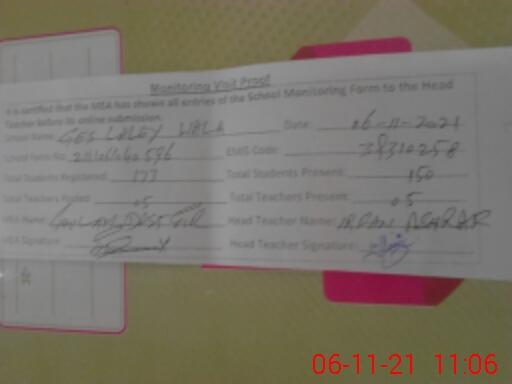 Monitoring Visit Proof
It is certified that the MEA has shown all entries of the School Monitoring Form to the Head
Teacher before its online submission.
School Name: GES Date: 06-11-2021
School Form No: EMIS Code: 38310258
Total Students Registered: 177 Total Students Present: 150
Total Teachers Posted: 05 Total Teachers Present: 05
MEA Name: Head Teacher Name: IRFAN
MEA Signature: Head Teacher Signature:
06-11-21 11:06